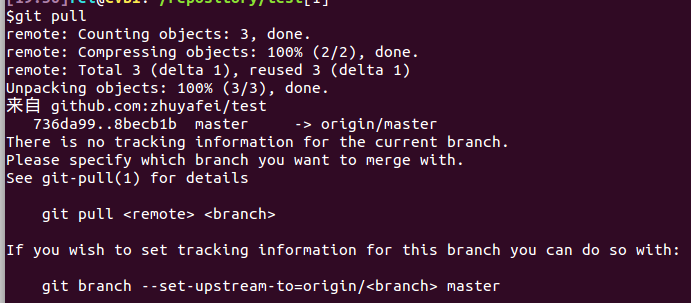 $git pull
remote: Counting objects: 3, done.
remote: Compressing objects: 100% (2/2), done.
remote: Total 3 (delta 1), reused 3 (delta 1)
Unpacking objects: 100% (3/3), done.
来自 github.com:zhuyafei/test
   736da99..8becb1b  master     -> origin/master
There is no tracking information for the current branch.
Please specify which branch you want to merge with.
See git-pull(1) for details

    git pull <remote> <branch>

If you wish to set tracking information for this branch you can do so with:

    git branch --set-upstream-to=origin/<branch> master